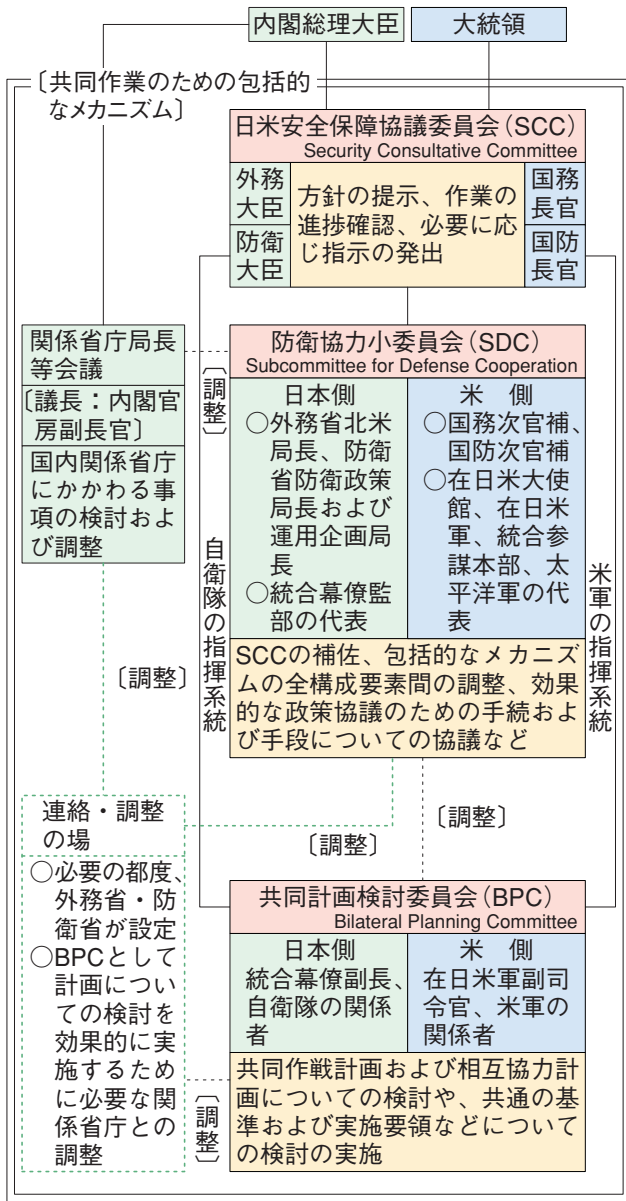 内閣総理大臣
大統領
〔共同作業のための包括的
なメカニズム〕
日米安全保障協議委員会(SCC)
Security Consultative Committee
外務
大臣
防衛
大臣
方針の提示、作業の
進捗確認、必要に応
じ指示の発出
国務
長官
国防
長官
関係省庁局長
等会議
〔議長:内閣官
房副長官〕
国内関係省庁
にかかわる事
項の検討およ
び調整
〔調整〕
防衛協力小委員会(SDC)
Subcommittee for Defense Cooperation
日本側
○外務省北米
局長、防衛
省防衛政策
局長および
運用企画局
長
○統合幕僚監
部の代表
米 側
○国務次官補、
国防次官補
○在日米大使
館、在日米
軍、統合参
謀本部、太
平洋軍の代
表
SCCの補佐、包括的なメカニズ
ムの全構成要素間の調整、効果
的な政策協議のための手続およ
び手段についての協議など
自衛隊の指揮系統
米軍の指揮系統
〔調整〕
〔調整〕
〔調整〕
連絡・調整
の場
○必要の都度、
外務省・防
衛省が設定
○BPCとして
計画につい
ての検討を
効果的に実
施するため
に必要な関
係省庁との
調整
〔調整〕
共同計画検討委員会(BPC)
Bilateral Planning Committee
日本側
統合幕僚副長、
自衛隊の関係
者
米 側
在日米軍副司
令官、米軍の
関係者
共同作戦計画および相互協力計
画についての検討や、共通の基
準および実施要領などについて
の検討の実施